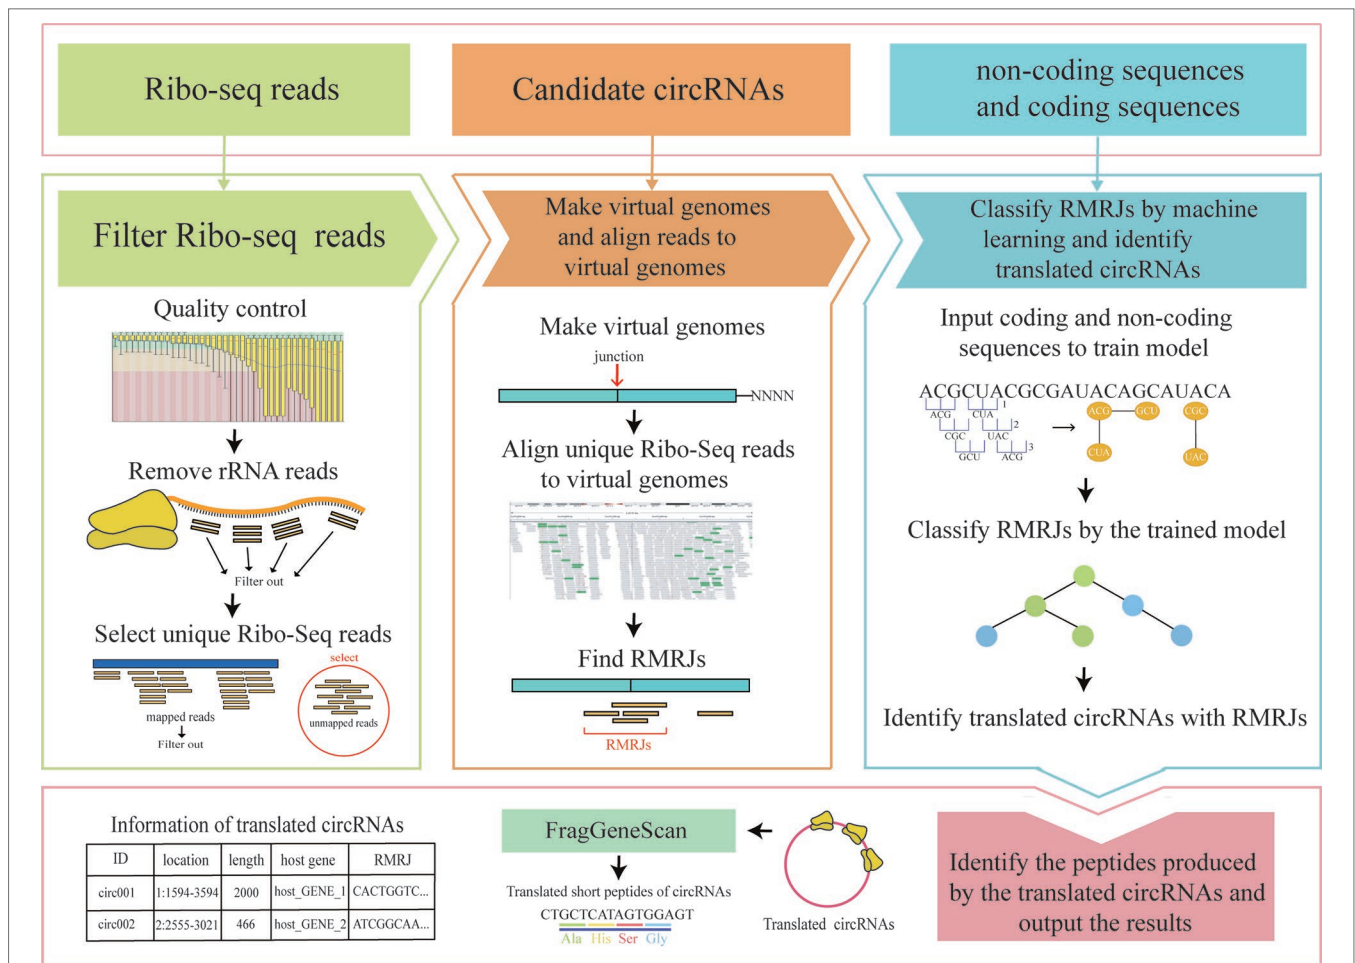 Ribo-seq reads
Candidate circRNAs
non-coding sequences
and coding sequences
Filter Ribo-seq reads
Quality control
Remove rRNA reads
Filter out
Select unique Ribo-Seq reads
select
mapped reads
unmapped reads
Filter out
Make virtual genomes
and align reads to
virtual genomes
Make virtual genomes
junction
NNNN
Align unique Ribo-Seq reads
to virtual genomes
Find RMRJs
RMRJs
Classify RMRJs by machine
learning and identify
translated circRNAs
Input coding and non-coding
sequences to train model
ACGCUACGCGAUACAGCAUACA
ACG CUA 1
CGC UAC 2
GCU ACG 3
ACG GCU CGC
CUA UAC
Classify RMRJs by the trained model
Identify translated circRNAs with RMRJs
Information of translated circRNAs
ID location length host gene RMRJ
circ001 1:1594-3594 2000 host_GENE_1 CACTGGTC...
circ002 2:2555-3021 466 host_GENE_2 ATCGGCAA...
FragGeneScan
Translated short peptides of circRNAs
CTGCTCATAGTGGAGT
Ala His Ser Gly
Translated circRNAs
Identify the peptides produced
by the translated circRNAs and
output the results